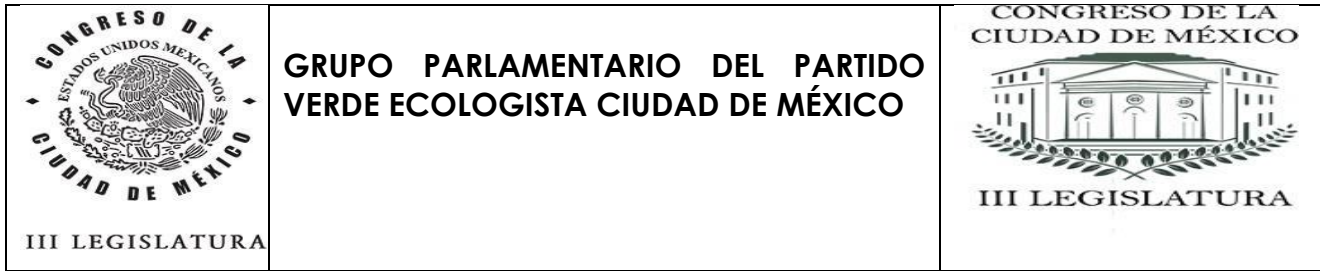 CONGRESO DE LA
ESTADOS UNIDOS MEXICANOS
CIUDAD DE MÉXICO
III LEGISLATURA
GRUPO PARLAMENTARIO DEL PARTIDO
VERDE ECOLOGISTA CIUDAD DE MÉXICO
CONGRESO DE LA
CIUDAD DE MÉXICO
III LEGISLATURA